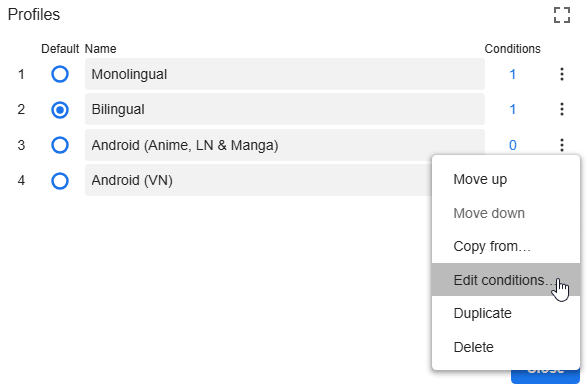 Profiles
Default Name Conditions
1 Monolingual 1
2 Bilingual 1
3 Android (Anime, LN & Manga) 0
4 Android (VN)
Move up
Move down
Copy from…
Edit conditions…
Duplicate
Delete
Close